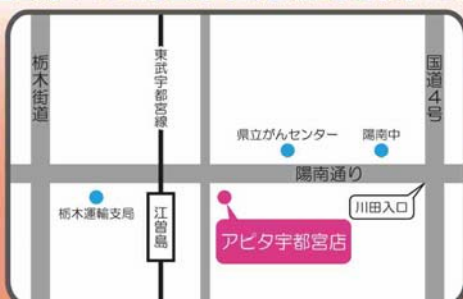 栃木街道
東武宇都宮線
国道4号
県立がんセンター
陽南中
陽南通り
栃木運輸支局
江曽島
川田入口
アピタ宇都宮店